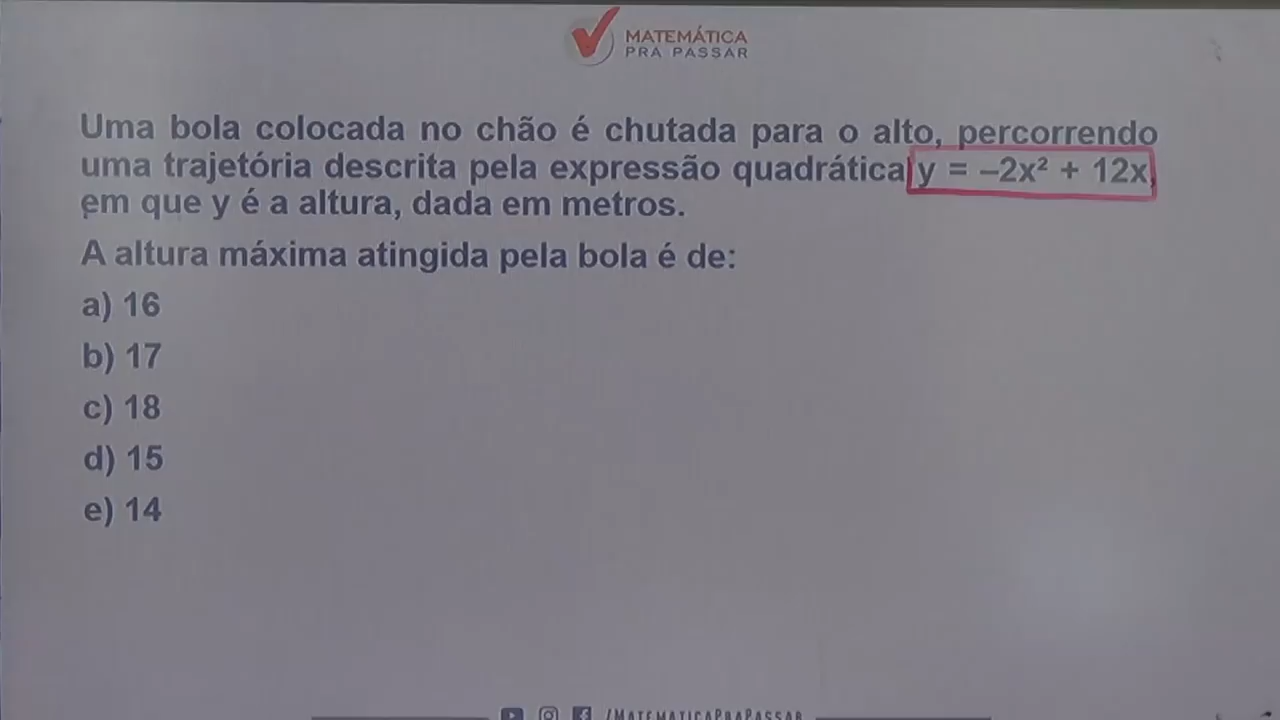 MATEMÁTICA
PRA PASSAR
Uma bola colocada no chão é chutada para o alto, percorrendo
uma trajetória descrita pela expressão quadrática y = –2x² + 12x,
em que y é a altura, dada em metros.
A altura máxima atingida pela bola é de:
a) 16
b) 17
c) 18
d) 15
e) 14
/MATEMATICAPRAPASSAR